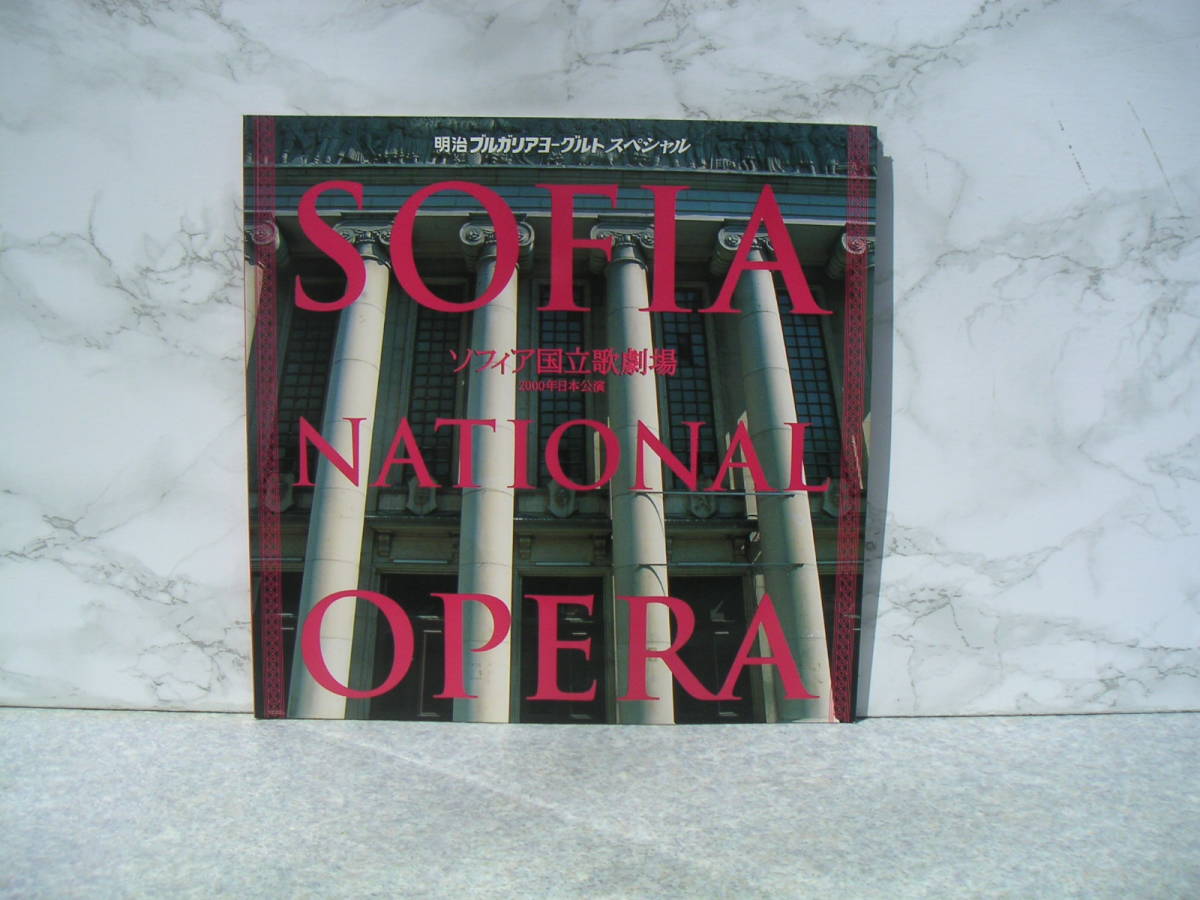 明治ブルガリアヨーグルトスペシャル
SOFIA
ソフィア国立歌劇場
2000年日本公演
NATIONAL
OPERA